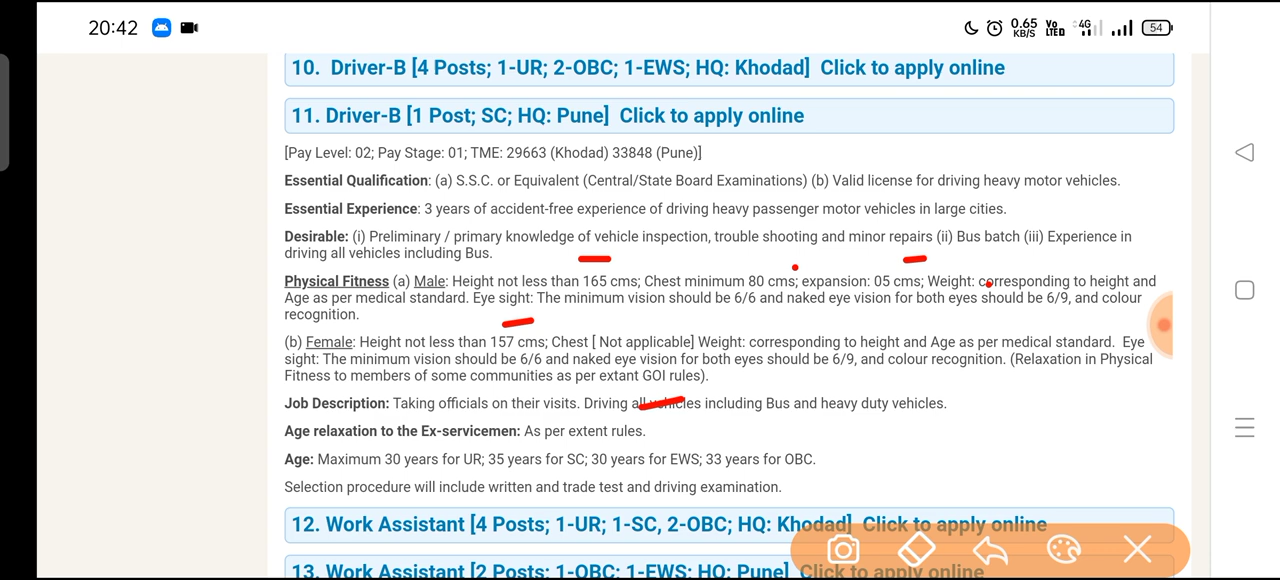 20:42
0.65
KB/S
Vo
LTED
4G
54
10. Driver-B [4 Posts; 1-UR; 2-OBC; 1-EWS; HQ: Khodad] Click to apply online
11. Driver-B [1 Post; SC; HQ: Pune] Click to apply online
[Pay Level: 02; Pay Stage: 01; TME: 29663 (Khodad) 33848 (Pune)]
Essential Qualification: (a) S.S.C. or Equivalent (Central/State Board Examinations) (b) Valid license for driving heavy motor vehicles.
Essential Experience: 3 years of accident-free experience of driving heavy passenger motor vehicles in large cities.
Desirable: (i) Preliminary / primary knowledge of vehicle inspection, trouble shooting and minor repairs (ii) Bus batch (iii) Experience in
driving all vehicles including Bus.
Physical Fitness (a) Male: Height not less than 165 cms; Chest minimum 80 cms; expansion: 05 cms; Weight: corresponding to height and
Age as per medical standard. Eye sight: The minimum vision should be 6/6 and naked eye vision for both eyes should be 6/9, and colour
recognition.
(b) Female: Height not less than 157 cms; Chest [ Not applicable] Weight: corresponding to height and Age as per medical standard. Eye
sight: The minimum vision should be 6/6 and naked eye vision for both eyes should be 6/9, and colour recognition. (Relaxation in Physical
Fitness to members of some communities as per extant GOI rules).
Job Description: Taking officials on their visits. Driving all vehicles including Bus and heavy duty vehicles.
Age relaxation to the Ex-servicemen: As per extent rules.
Age: Maximum 30 years for UR; 35 years for SC; 30 years for EWS; 33 years for OBC.
Selection procedure will include written and trade test and driving examination.
12. Work Assistant [4 Posts; 1-UR; 1-SC, 2-OBC; HQ: Khodad] Click to apply online
13. Work Assistant [2 Posts; 1-OBC; 1-EWS; HQ: Pune] Click to apply online